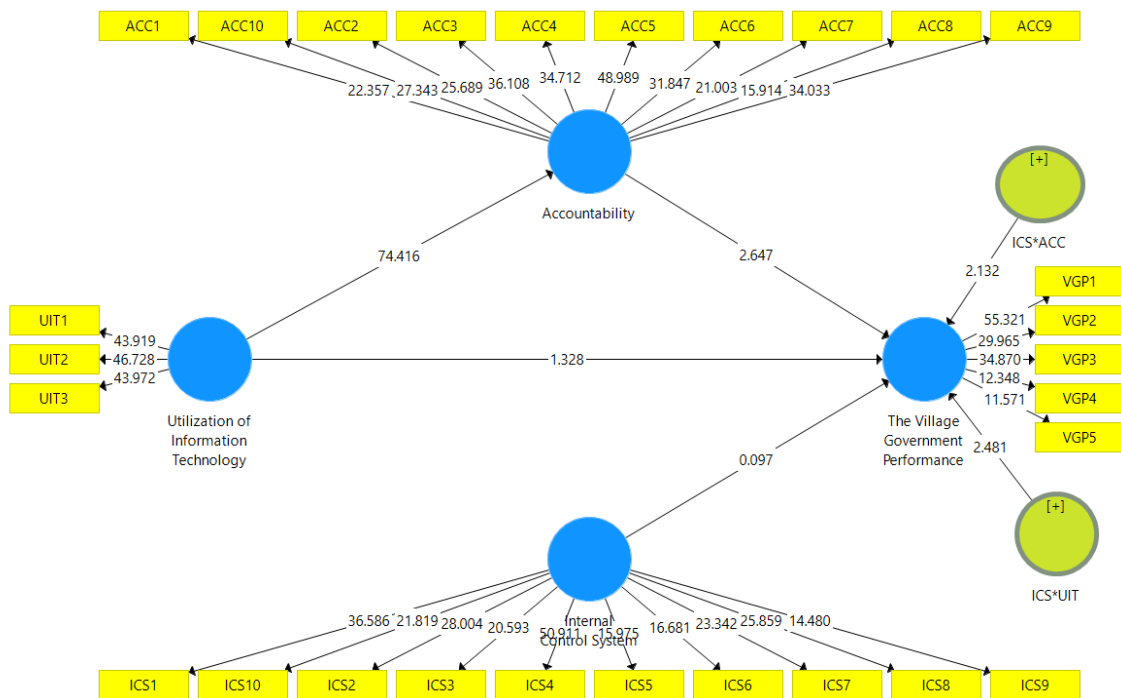 ACC1 ACC10 ACC2 ACC3 ACC4 ACC5 ACC6 ACC7 ACC8 ACC9
22.357 27.343 25.689 36.108 34.712 48.989 31.847 21.003 15.914 34.033
[+]
Accountability
ICS*ACC
74.416
2.647
2.132
VGP1
55.321
UIT1
VGP2
43.919
29.965
UIT2
46.728
1.328
34.870
VGP3
43.972
12.348
UIT3
VGP4
11.571
Utilization of
Information
Technology
The Village
Government
Performance
VGP5
2.481
0.097
[+]
ICS*UIT
Internal
Control System
36.586 21.819 28.004 20.593 50.911 15.975 16.681 23.342 25.859 14.480
ICS1 ICS10 ICS2 ICS3 ICS4 ICS5 ICS6 ICS7 ICS8 ICS9